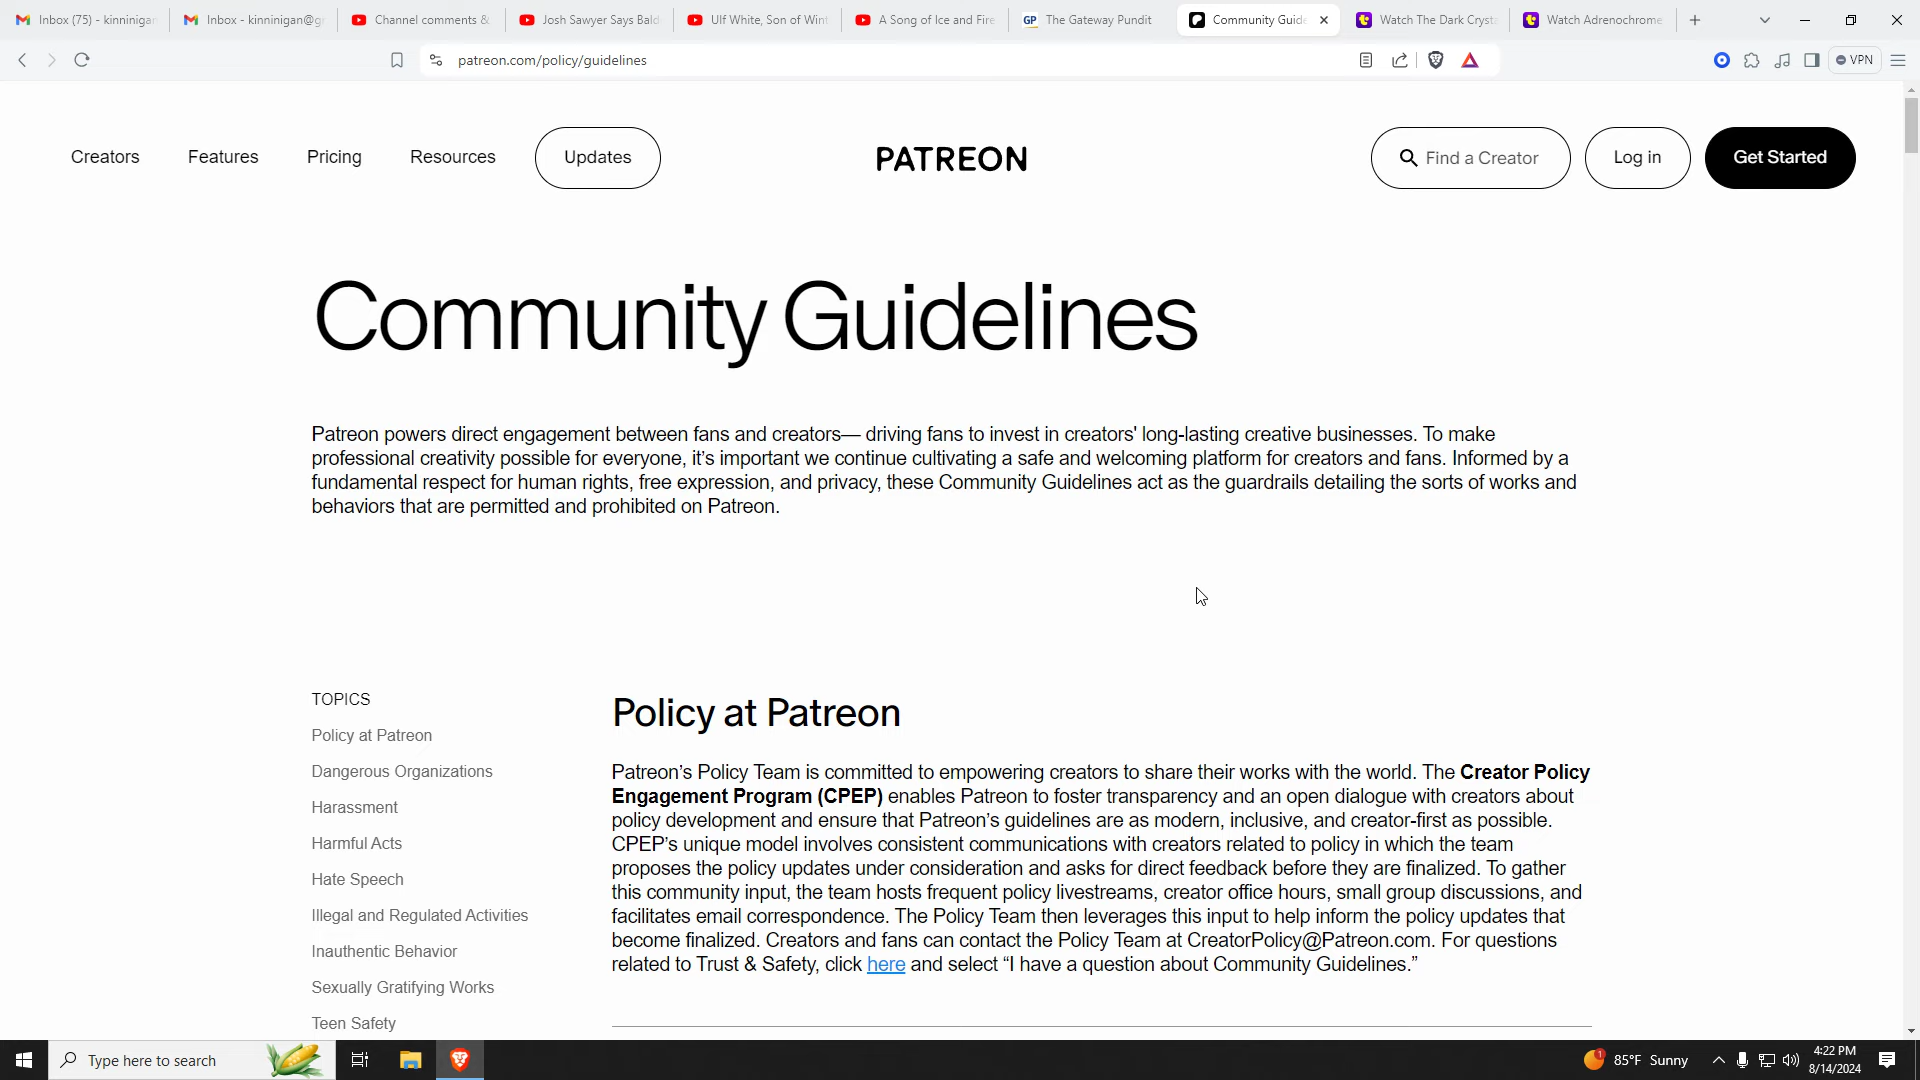 Inbox (75) - kinninigan
Inbox - kinninigan@gr
Channel comments &
Josh Sawyer Says Bald
Ulf White, Son of Wint
A Song of Ice and Fire
GP The Gateway Pundit
Community Guide
Watch The Dark Crysta
Watch Adrenochrome
patreon.com/policy/guidelines
VPN
Creators
Features
Pricing
Resources
Updates
PATREON
Find a Creator
Log in
Get Started
Community Guidelines
Patreon powers direct engagement between fans and creators— driving fans to invest in creators' long-lasting creative businesses. To make
professional creativity possible for everyone, it’s important we continue cultivating a safe and welcoming platform for creators and fans. Informed by a
fundamental respect for human rights, free expression, and privacy, these Community Guidelines act as the guardrails detailing the sorts of works and
behaviors that are permitted and prohibited on Patreon.
TOPICS
Policy at Patreon
Dangerous Organizations
Harassment
Harmful Acts
Hate Speech
Illegal and Regulated Activities
Inauthentic Behavior
Sexually Gratifying Works
Teen Safety
Policy at Patreon
Patreon’s Policy Team is committed to empowering creators to share their works with the world. The Creator Policy
Engagement Program (CPEP) enables Patreon to foster transparency and an open dialogue with creators about
policy development and ensure that Patreon’s guidelines are as modern, inclusive, and creator-first as possible.
CPEP’s unique model involves consistent communications with creators related to policy in which the team
proposes the policy updates under consideration and asks for direct feedback before they are finalized. To gather
this community input, the team hosts frequent policy livestreams, creator office hours, small group discussions, and
facilitates email correspondence. The Policy Team then leverages this input to help inform the policy updates that
become finalized. Creators and fans can contact the Policy Team at CreatorPolicy@Patreon.com. For questions
related to Trust & Safety, click here and select “I have a question about Community Guidelines.”
Type here to search
1
85°F Sunny
4:22 PM
8/14/2024